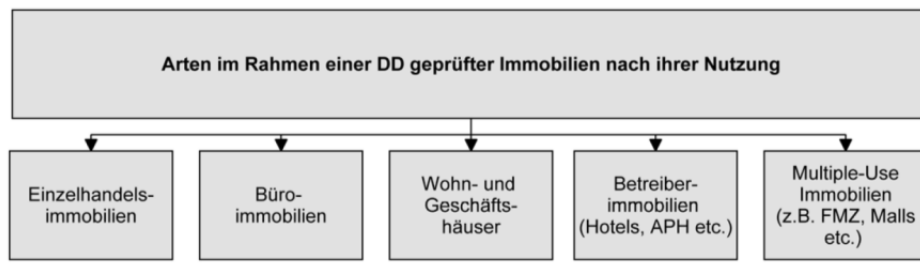 Arten im Rahmen einer DD geprüfter Immobilien nach ihrer Nutzung
Einzelhandels-
immobilien
Büro-
immobilien
Wohn- und
Geschäfts-
häuser
Betreiber-
immobilien
(Hotels, APH etc.)
Multiple-Use
Immobilien
(z.B. FMZ, Malls
etc.)